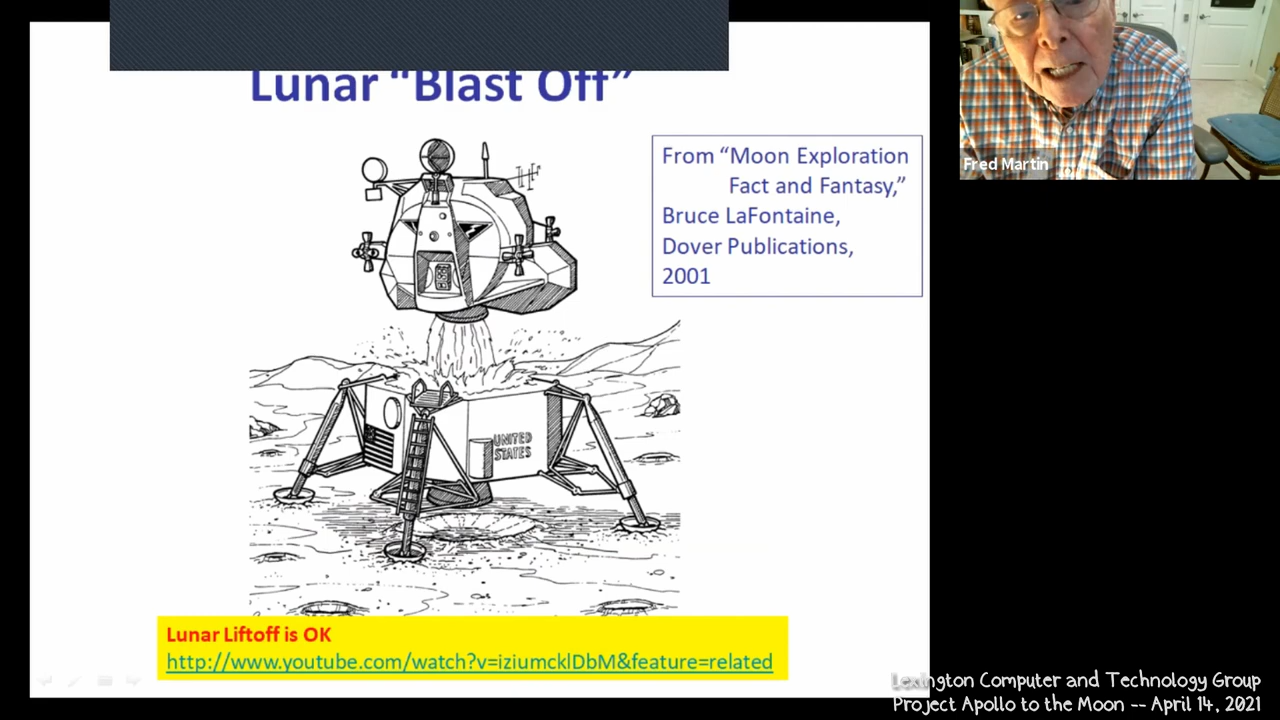 Lunar “Blast Off”
From “Moon Exploration
Fact and Fantasy,”
Bruce LaFontaine,
Dover Publications,
2001
Fred Martin
UNITED
STATES
Lunar Liftoff is OK
http://www.youtube.com/watch?v=iziumcklDbM&feature=related
Lexington Computer and Technology Group
Project Apollo to the Moon -- April 14, 2021